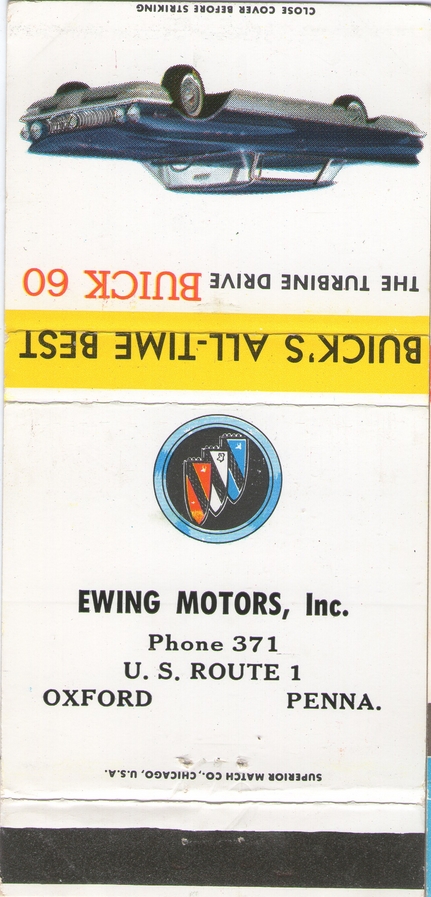 CLOSE COVER BEFORE STRIKING
THE TURBINE DRIVE BUICK 60
BUICK'S ALL-TIME BEST
EWING MOTORS, Inc.
Phone 371
U. S. ROUTE 1
OXFORD PENNA.
SUPERIOR MATCH CO., CHICAGO, U.S.A.